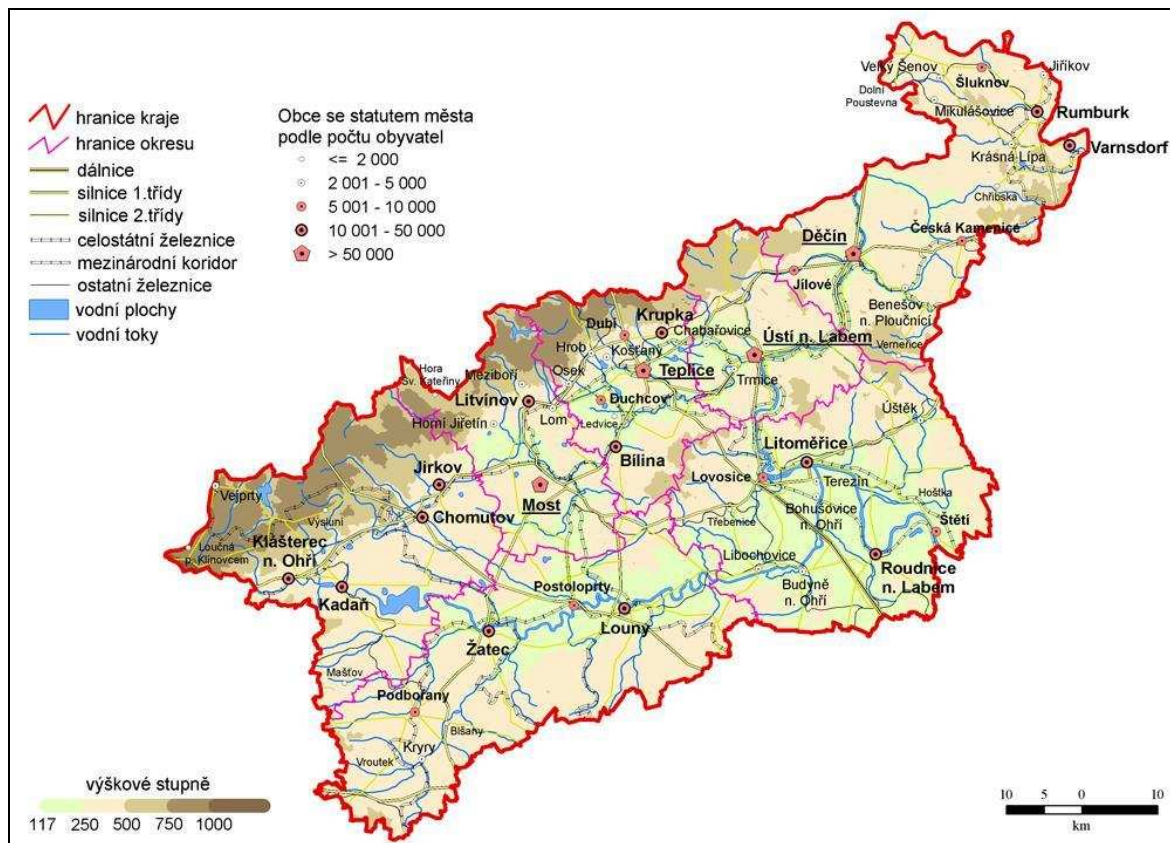 hranice kraje
hranice okresu
dálnice
silnice 1.třídy
silnice 2.třídy
celostátní železnice
mezinárodní koridor
ostatní železnice
vodní plochy
vodní toky
Obce se statutem města
podle počtu obyvatel
<= 2 000
2 001 - 5 000
5 001 - 10 000
10 001 - 50 000
> 50 000
Velký Šenov
Šluknov
Jiříkov
Dolní
Poustevna
Mikulášovice
Rumburk
Varnsdorf
Krásná Lípa
Chřibská
Česká Kamenice
Děčín
Jílové
Benešov
n. Ploučnicí
Verneřice
Krupka
Dubí
Chabařovice
Ústí n. Labem
Hrob
Košťany
Osek
Teplice
Trmice
Hora
Sv. Kateřiny
Meziboří
Litvínov
Duchcov
Lom
Ledvice
Horní Jiřetín
Úštěk
Litoměřice
Bílina
Jirkov
Lovosice
Terezín
Most
Vejprty
Výsluní
Chomutov
Bohušovice
n. Ohří
Hoštka
Třebenice
Štětí
Loučná
p. Klínovcem
Klášterec
n. Ohří
Libochovice
Roudnice
n. Labem
Budyně
n. Ohří
Kadaň
Postoloprty
Louny
Žatec
Mašťov
Podbořany
Blšany
Kryry
Vroutek
výškové stupně
117 250 500 750 1000
10 5 0 10
km